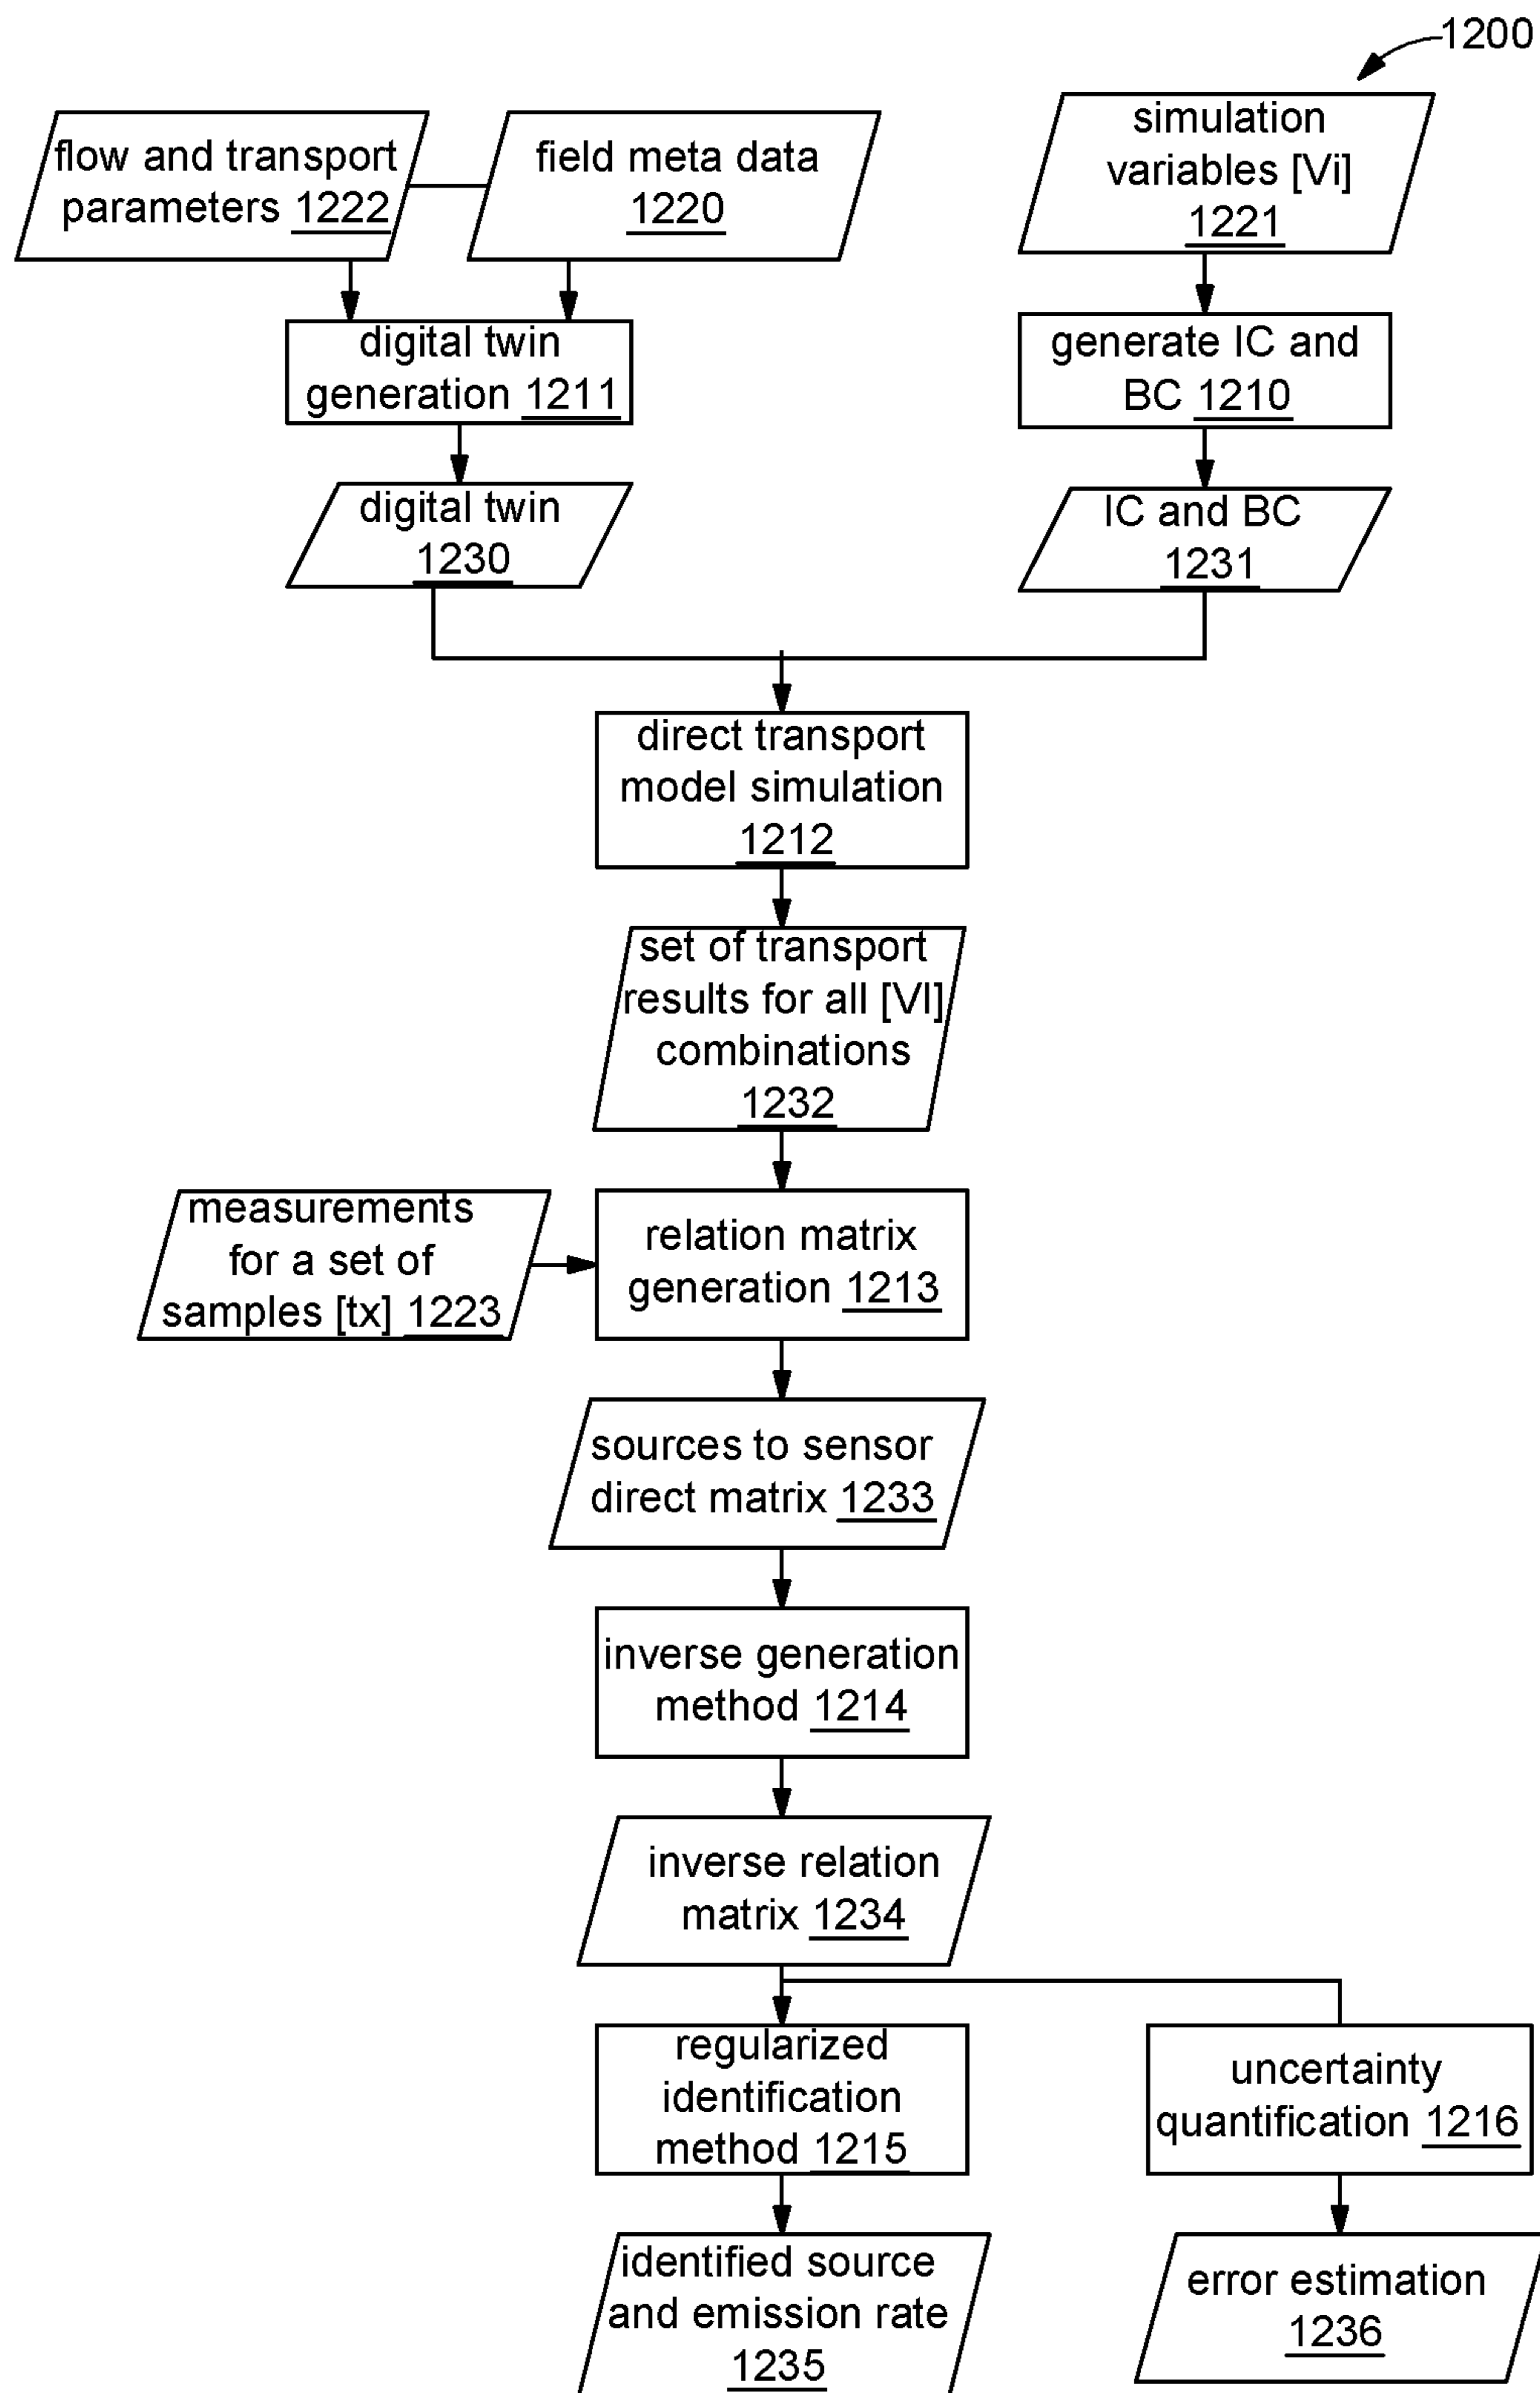 1200
flow and transport
parameters 1222
field meta data
1220
simulation
variables [Vi]
1221
digital twin
generation 1211
generate IC and
BC 1210
digital twin
1230
IC and BC
1231
direct transport
model simulation
1212
set of transport
results for all [Vl]
combinations
1232
measurements
for a set of
samples [tx] 1223
relation matrix
generation 1213
sources to sensor
direct matrix 1233
inverse generation
method 1214
inverse relation
matrix 1234
regularized
identification
method 1215
uncertainty
quantification 1216
identified source
and emission rate
1235
error estimation
1236